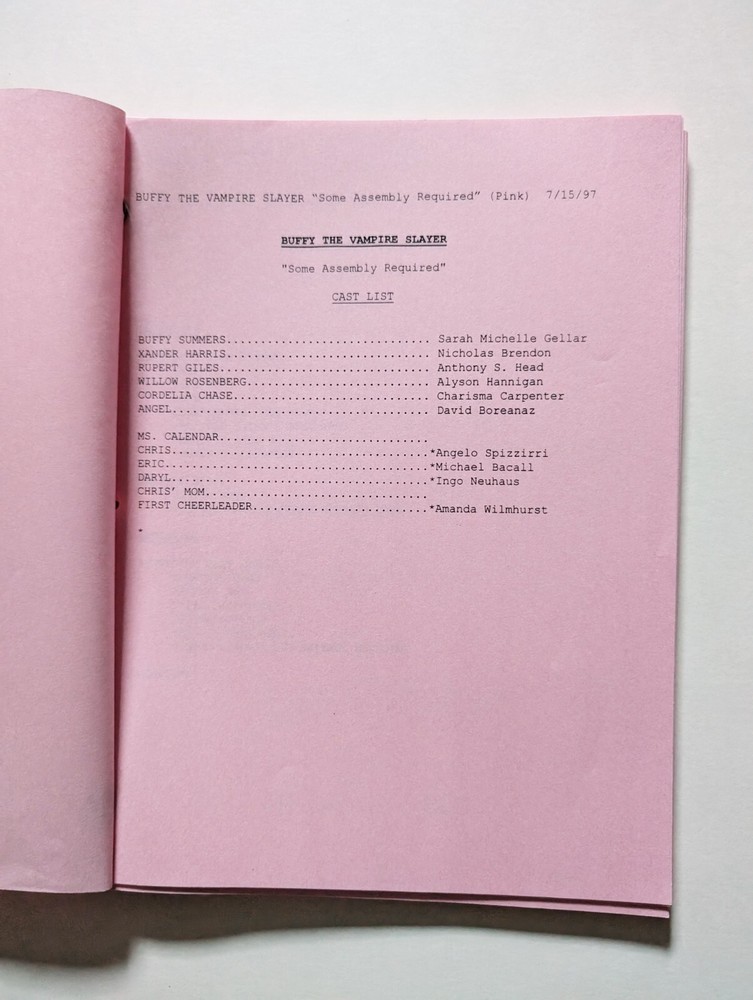 BUFFY THE VAMPIRE SLAYER “Some Assembly Required” (Pink) 7/15/97
BUFFY THE VAMPIRE SLAYER
"Some Assembly Required"
CAST LIST
BUFFY SUMMERS.............................. Sarah Michelle Gellar
XANDER HARRIS.............................. Nicholas Brendon
RUPERT GILES............................... Anthony S. Head
WILLOW ROSENBERG........................... Alyson Hannigan
CORDELIA CHASE............................. Charisma Carpenter
ANGEL...................................... David Boreanaz
MS. CALENDAR...............................
CHRIS......................................*Angelo Spizzirri
ERIC.......................................*Michael Bacall
DARYL......................................*Ingo Neuhaus
CHRIS' MOM.................................
FIRST CHEERLEADER..........................*Amanda Wilmhurst